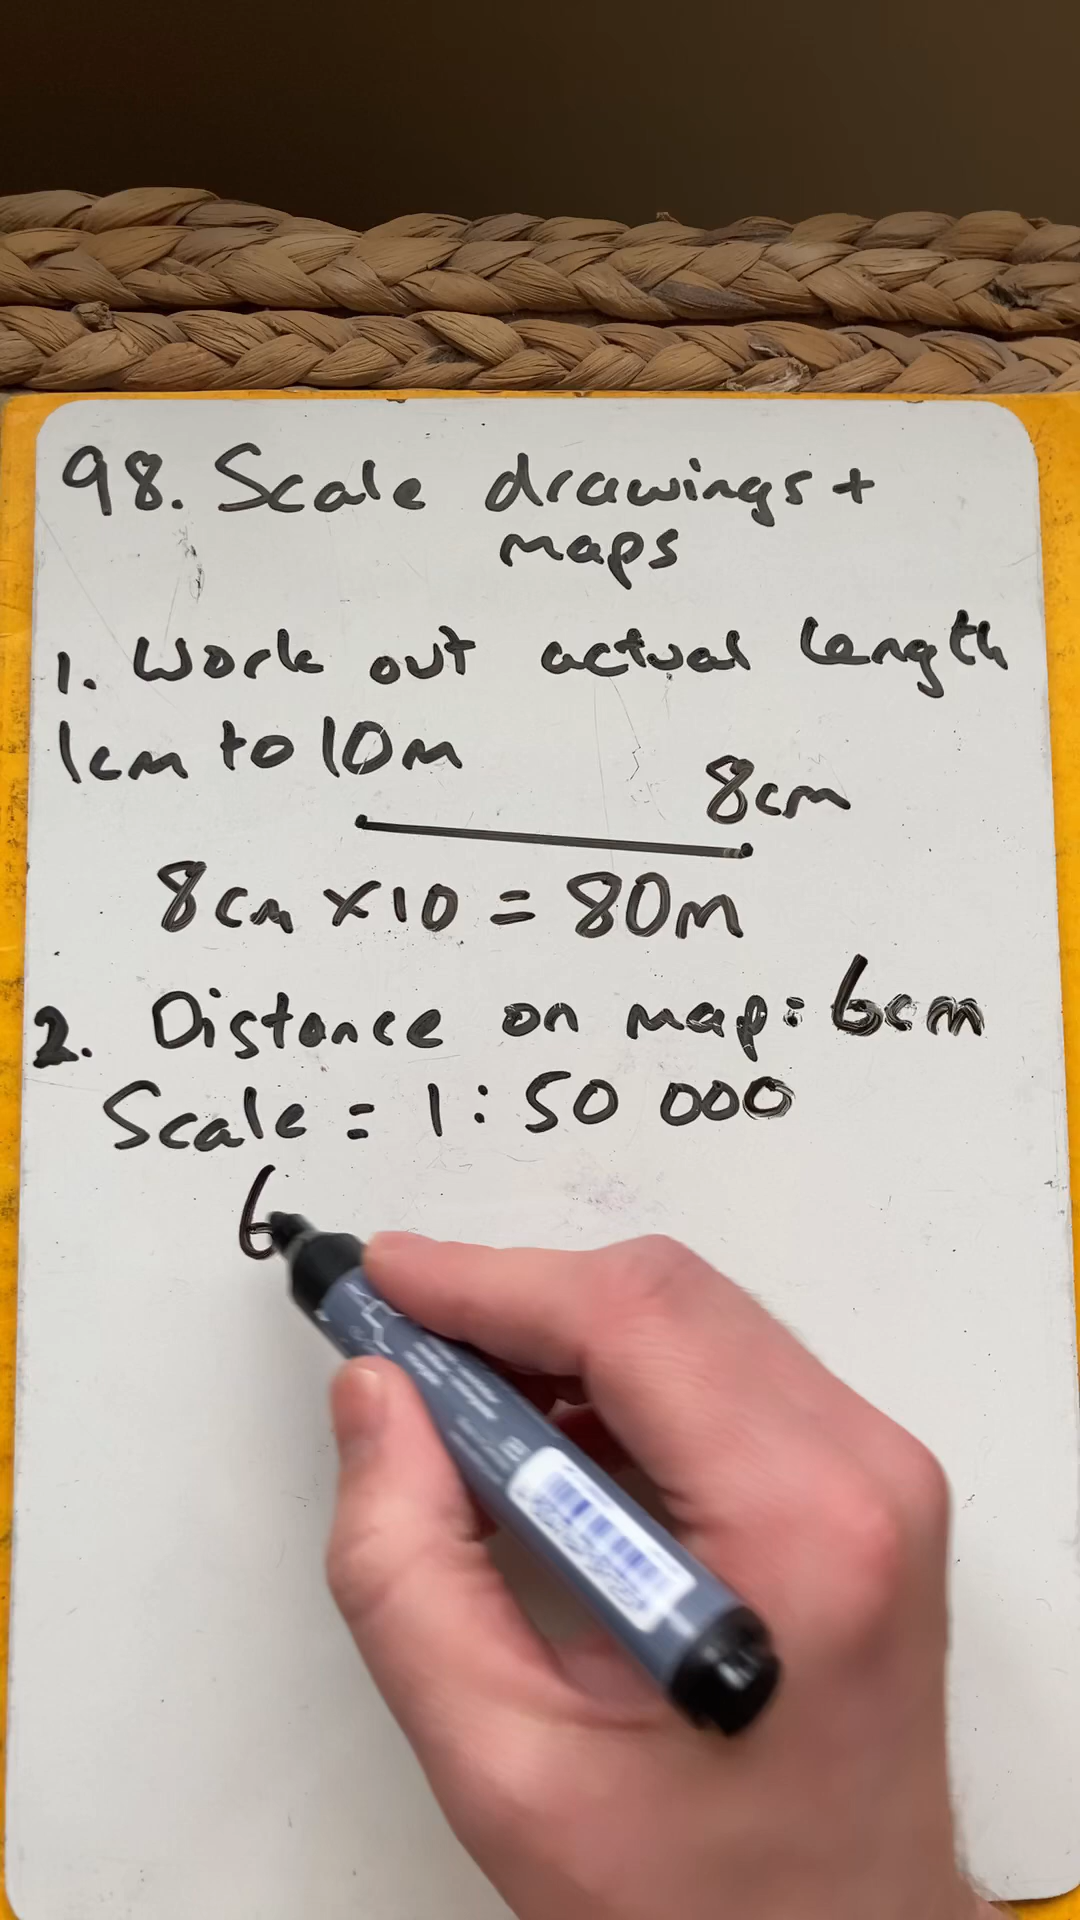 98. Scale drawings +
maps
1. Work out actual length
1cm to 10m
8cm
8cm x10 = 80m
2. Distance on map: 6cm
Scale = 1:50 000
6